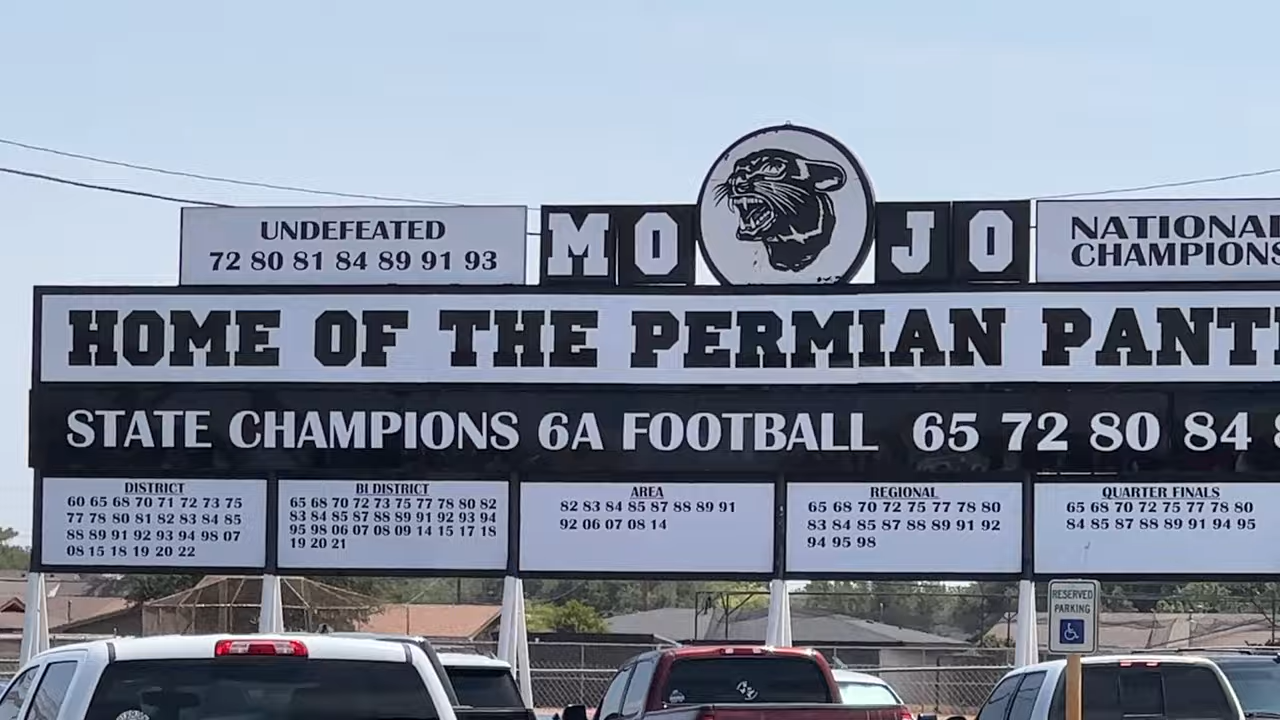 UNDEFEATED
72 80 81 84 89 91 93
MO JO
NATIONAL
CHAMPIONS
HOME OF THE PERMIAN PANT
STATE CHAMPIONS 6A FOOTBALL 65 72 80 84
DISTRICT
60 65 68 70 71 72 73 75
77 78 80 81 82 83 84 85
88 89 91 92 93 94 98 07
08 15 18 19 20 22
BI DISTRICT
65 68 70 72 73 75 77 78 80 82
83 84 85 87 88 89 91 92 93 94
95 98 06 07 08 09 14 15 17 18
19 20 21
AREA
82 83 84 85 87 88 89 91
92 06 07 08 14
REGIONAL
65 68 70 72 75 77 78 80
83 84 85 87 88 89 91 92
94 95 98
QUARTER FINALS
65 68 70 72 75 77 78 80
84 85 87 88 89 91 94 95
RESERVED
PARKING